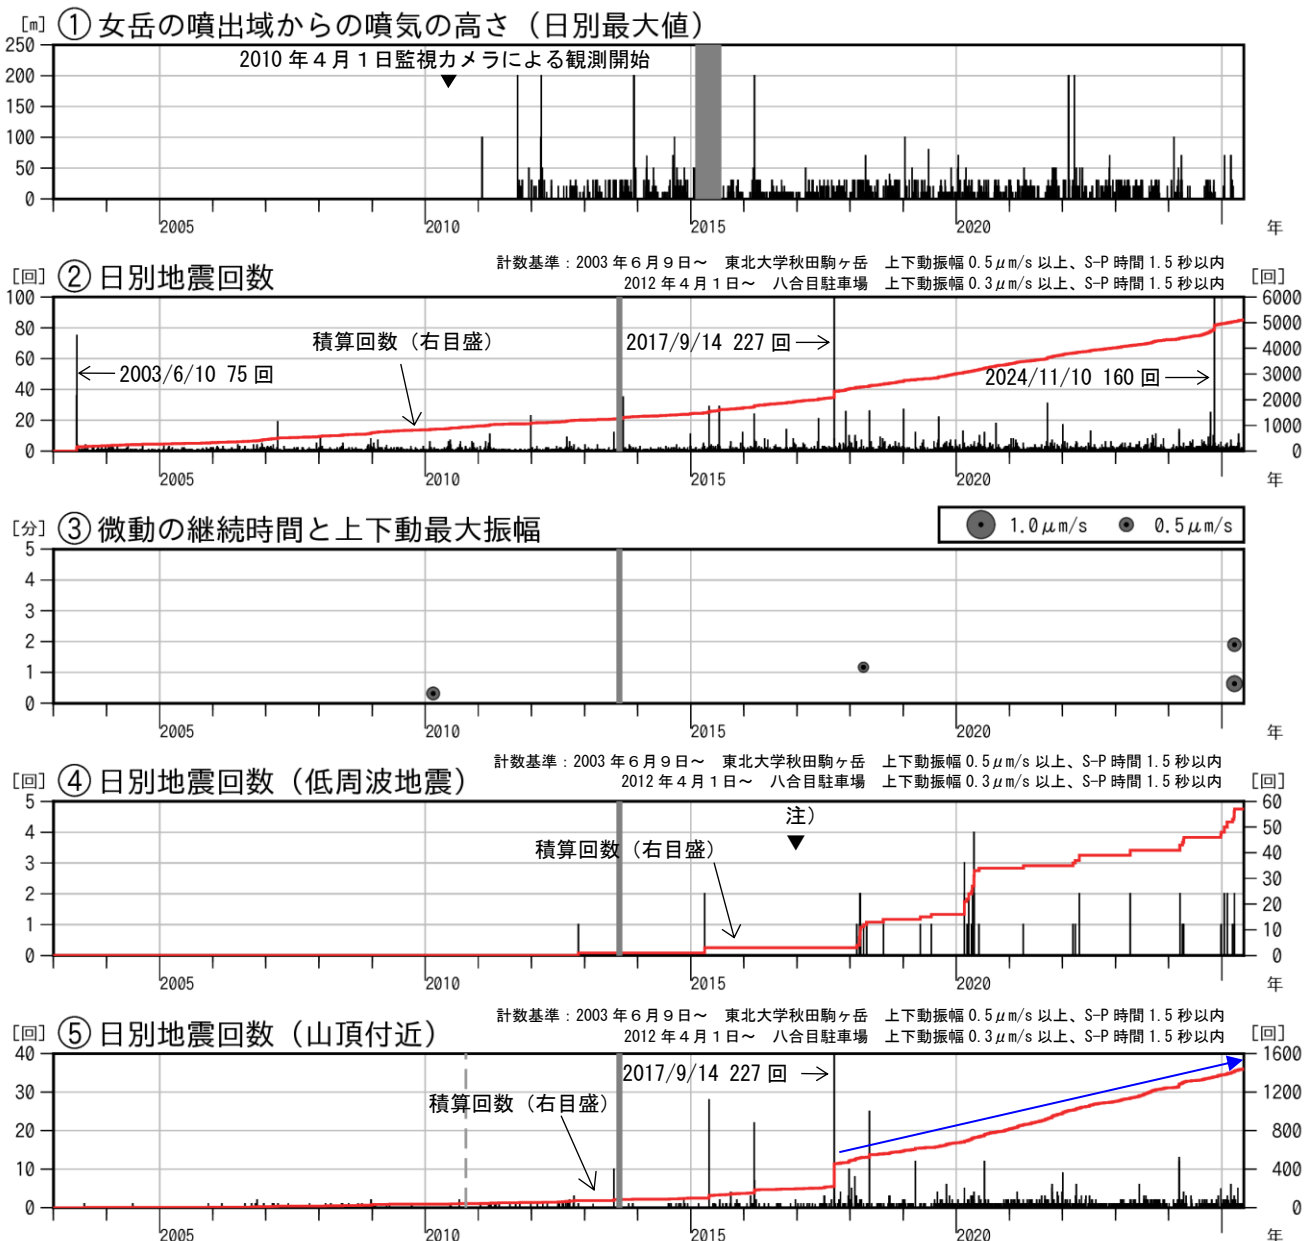 [m] ① 女岳の噴出域からの噴気の高さ（日別最大値）
250
200
150
100
50
0
2010年４月１日監視カメラによる観測開始
▼
2005 2010 2015 2020 年
[回] ② 日別地震回数
計数基準：2003年６月９日～ 東北大学秋田駒ヶ岳 上下動振幅0.5μm/s以上、S-P時間1.5秒以内
2012年４月１日～ 八合目駐車場 上下動振幅0.3μm/s以上、S-P時間1.5秒以内
[回]
100
80
60
40
20
0
6000
5000
4000
3000
2000
1000
0
積算回数（右目盛）
2003/6/10 75回
2017/9/14 227回
2024/11/10 160回
2005 2010 2015 2020 年
[分] ③ 微動の継続時間と上下動最大振幅
1.0μm/s 0.5μm/s
5
4
3
2
1
0
2005 2010 2015 2020 年
[回] ④ 日別地震回数（低周波地震）
計数基準：2003年６月９日～ 東北大学秋田駒ヶ岳 上下動振幅0.5μm/s以上、S-P時間1.5秒以内
2012年４月１日～ 八合目駐車場 上下動振幅0.3μm/s以上、S-P時間1.5秒以内
[回]
5
4
3
2
1
0
60
50
40
30
20
10
0
注）
▼
積算回数（右目盛）
2005 2010 2015 2020 年
[回] ⑤ 日別地震回数（山頂付近）
計数基準：2003年６月９日～ 東北大学秋田駒ヶ岳 上下動振幅0.5μm/s以上、S-P時間1.5秒以内
2012年４月１日～ 八合目駐車場 上下動振幅0.3μm/s以上、S-P時間1.5秒以内
[回]
40
30
20
10
0
1600
1200
800
400
0
2017/9/14 227回
積算回数（右目盛）
2005 2010 2015 2020 年